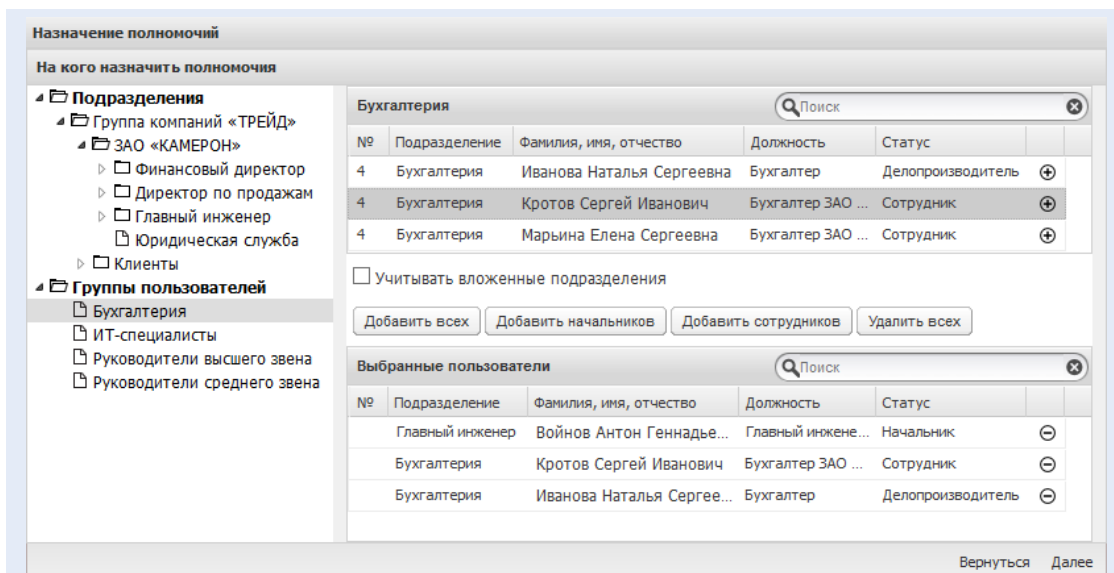 Назначение полномочий
На кого назначить полномочия
Подразделения
Группа компаний «ТРЕЙД»
ЗАО «КАМЕРОН»
Финансовый директор
Директор по продажам
Главный инженер
Юридическая служба
Клиенты
Группы пользователей
Бухгалтерия
ИТ-специалисты
Руководители высшего звена
Руководители среднего звена
Бухгалтерия Поиск
№ Подразделение Фамилия, имя, отчество Должность Статус
4 Бухгалтерия Иванова Наталья Сергеевна Бухгалтер Делопроизводитель
4 Бухгалтерия Кротов Сергей Иванович Бухгалтер ЗАО ... Сотрудник
4 Бухгалтерия Марьина Елена Сергеевна Бухгалтер ЗАО ... Сотрудник
Учитывать вложенные подразделения
Добавить всех Добавить начальников Добавить сотрудников Удалить всех
Выбранные пользователи Поиск
№ Подразделение Фамилия, имя, отчество Должность Статус
Главный инженер Войнов Антон Геннадье... Главный инжене... Начальник
Бухгалтерия Кротов Сергей Иванович Бухгалтер ЗАО ... Сотрудник
Бухгалтерия Иванова Наталья Сергее... Бухгалтер Делопроизводитель
Вернуться Далее